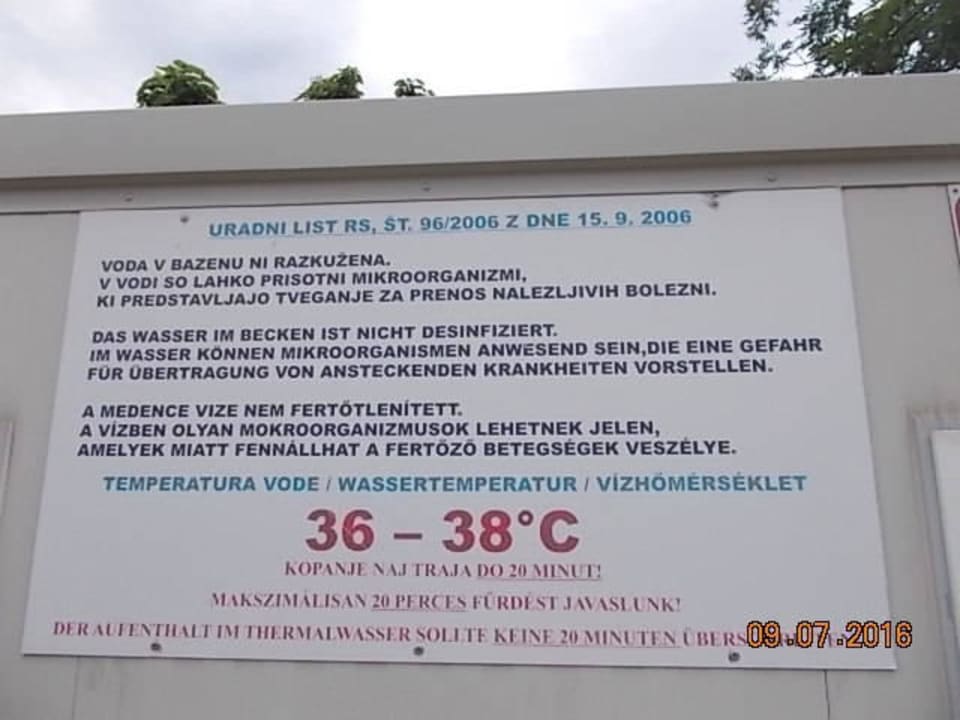 URADNI LIST RS, ŠT. 96/2006 Z DNE 15. 9. 2006
VODA V BAZENU NI RAZKUŽENA.
V VODI SO LAHKO PRISOTNI MIKROORGANIZMI,
KI PREDSTAVLJAJO TVEGANJE ZA PRENOS NALEZLJIVIH BOLEZNI.
DAS WASSER IM BECKEN IST NICHT DESINFIZIERT.
IM WASSER KÖNNEN MIKROORGANISMEN ANWESEND SEIN,DIE EINE GEFAHR
FÜR ÜBERTRAGUNG VON ANSTECKENDEN KRANKHEITEN VORSTELLEN.
A MEDENCE VIZE NEM FERTŐTLENÍTETT.
A VÍZBEN OLYAN MOKROORGANIZMUSOK LEHETNEK JELEN,
AMELYEK MIATT FENNÁLLHAT A FERTŐZŐ BETEGSÉGEK VESZÉLYE.
TEMPERATURA VODE / WASSERTEMPERATUR / VÍZHŐMÉRSÉKLET
36 – 38°C
KOPANJE NAJ TRAJA DO 20 MINUT!
MAKSZIMÁLISAN 20 PERCES FÜRDÉST JAVASLUNK!
DER AUFENTHALT IM THERMALWASSER SOLLTE KEINE 20 MINUTEN
09.07.2016